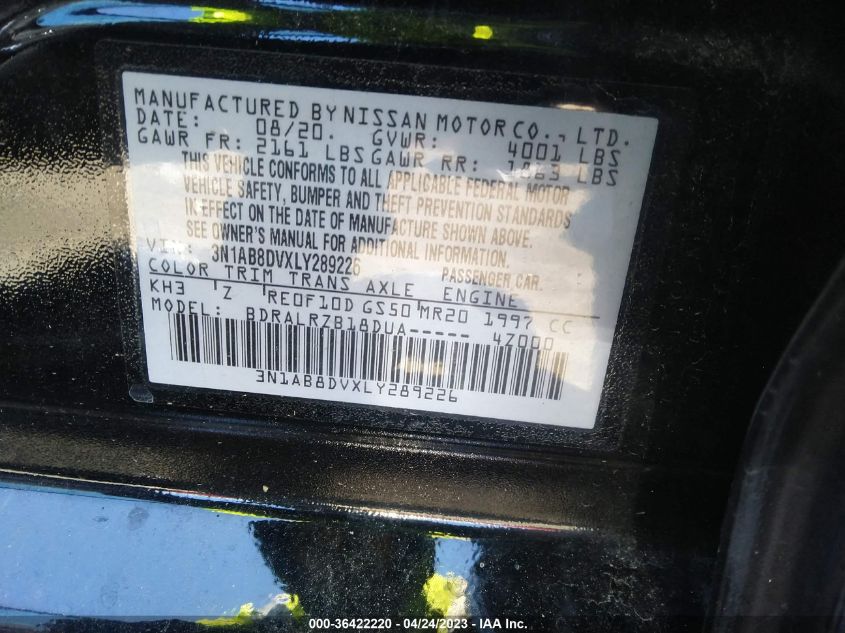 MANUFACTURED BY NISSAN MOTOR CO., LTD.
DATE: 08/20. GVWR: 4001 LBS
GAWR FR: 2161 LBS GAWR RR: 1863 LBS
THIS VEHICLE CONFORMS TO ALL APPLICABLE FEDERAL MOTOR
VEHICLE SAFETY, BUMPER AND THEFT PREVENTION STANDARDS
IN EFFECT ON THE DATE OF MANUFACTURE SHOWN ABOVE.
SEE OWNER'S MANUAL FOR ADDITIONAL INFORMATION.
VIN: 3N1AB8DVXLY289226 PASSENGER CAR.
COLOR TRIM TRANS AXLE ENGINE
KH3 Z RE0F10D GS50 MR20 1997 CC
MODEL: BDRALRZB18DUA----- 4Z000
3N1AB8DVXLY289226
000-36422220 - 04/24/2023 - IAA Inc.